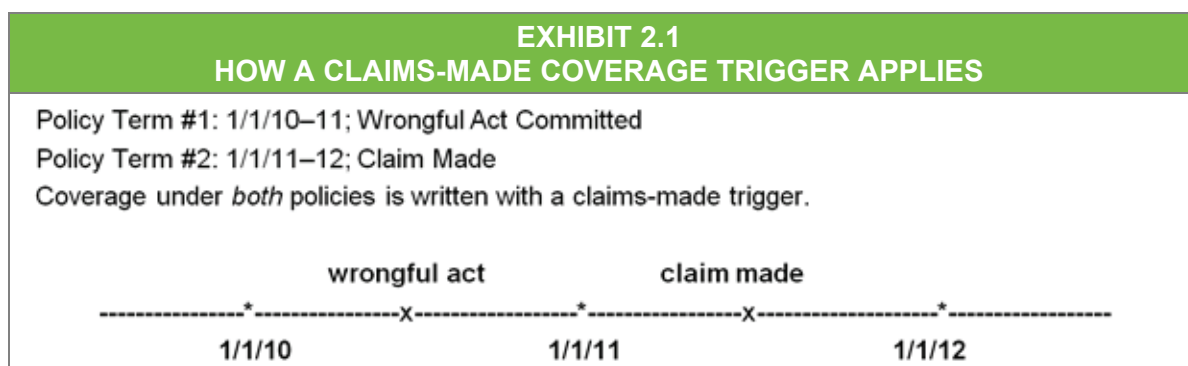 EXHIBIT 2.1
HOW A CLAIMS-MADE COVERAGE TRIGGER APPLIES
Policy Term #1: 1/1/10–11; Wrongful Act Committed
Policy Term #2: 1/1/11–12; Claim Made
Coverage under both policies is written with a claims-made trigger.
wrongful act claim made
----------------*----------------x------------------*-----------------x--------------------*------------------
1/1/10 1/1/11 1/1/12